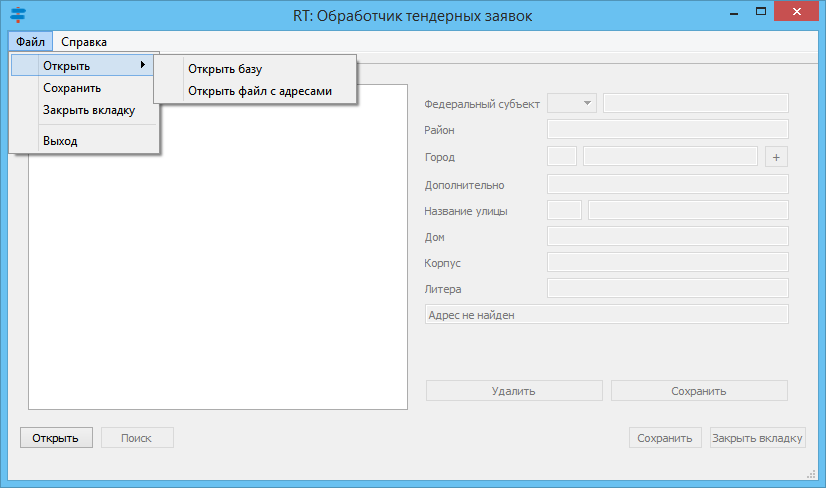 RT: Обработчик тендерных заявок
Файл Справка
Открыть
Сохранить
Закрыть вкладку
Выход
Открыть базу
Открыть файл с адресами
Федеральный субъект
Район
Город +
Дополнительно
Название улицы
Дом
Корпус
Литера
Адрес не найден
Удалить Сохранить
Открыть Поиск Сохранить Закрыть вкладку